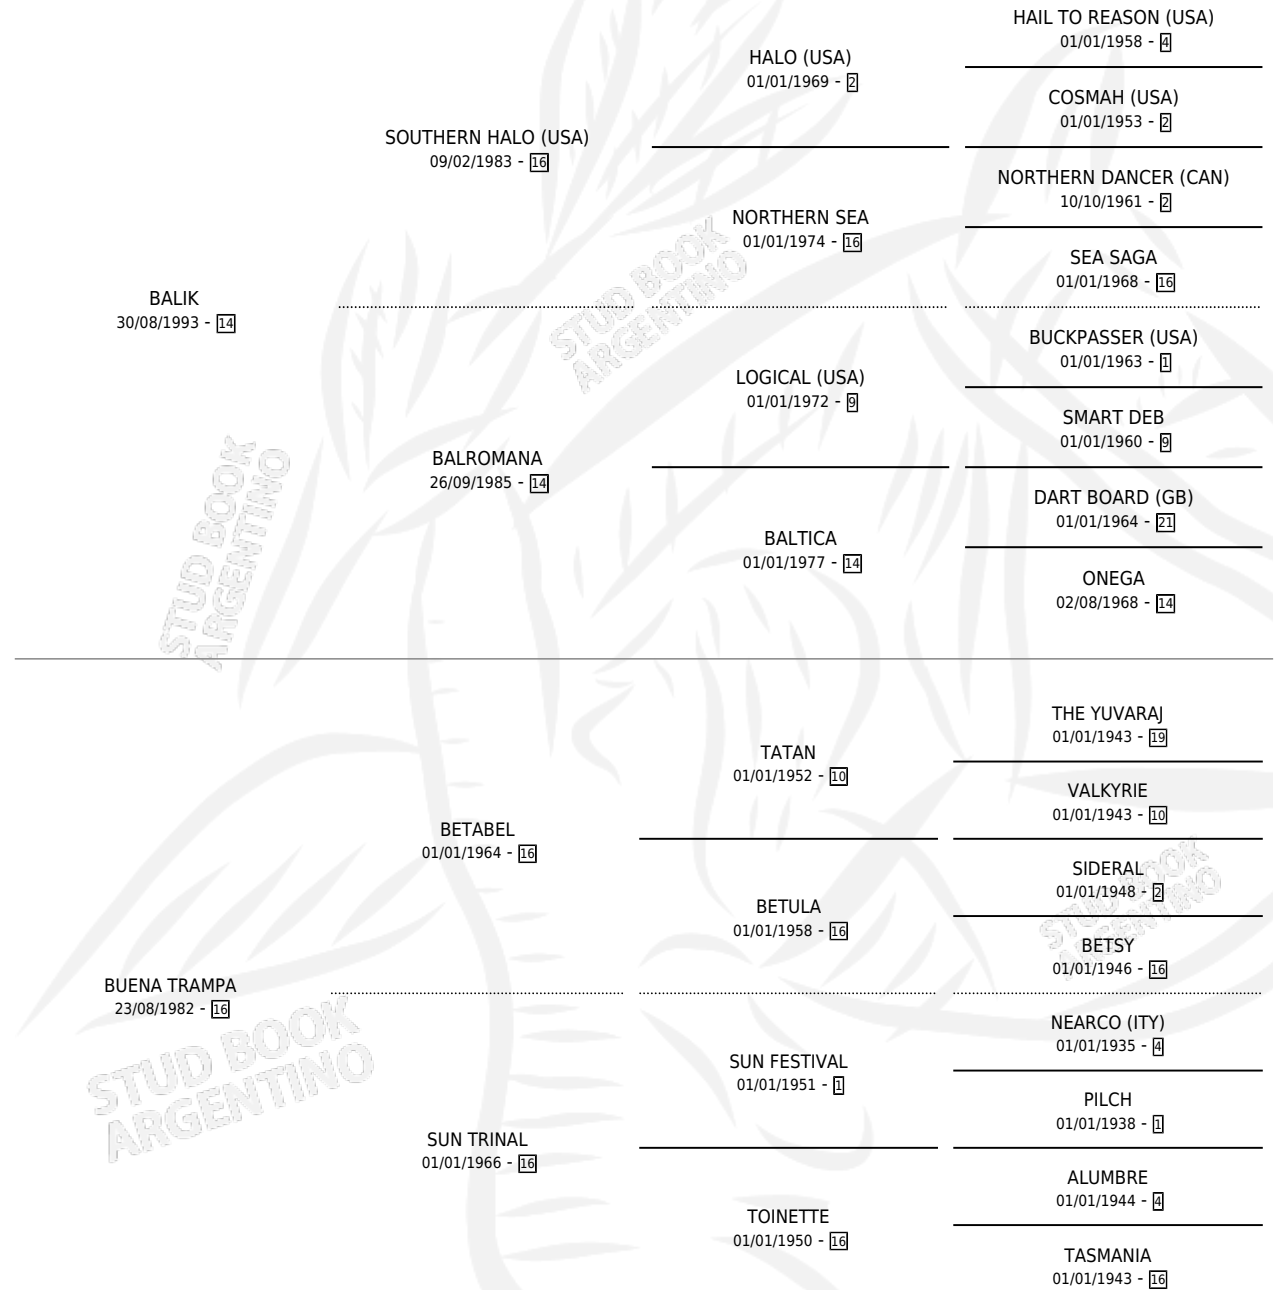 HAIL TO REASON (USA)
01/01/1958 - 4
HALO (USA)
01/01/1969 - 2
COSMAH (USA)
01/01/1953 - 2
SOUTHERN HALO (USA)
09/02/1983 - 16
NORTHERN DANCER (CAN)
10/10/1961 - 2
NORTHERN SEA
01/01/1974 - 16
SEA SAGA
01/01/1968 - 16
BALIK
30/08/1993 - 14
STUD BOOK
ARGENTINO
BUCKPASSER (USA)
01/01/1963 - 1
LOGICAL (USA)
01/01/1972 - 9
SMART DEB
01/01/1960 - 9
BALROMANA
26/09/1985 - 14
DART BOARD (GB)
01/01/1964 - 21
BALTICA
01/01/1977 - 14
ONEGA
02/08/1968 - 14
STUD BOOK
ARGENTINO
THE YUVARAJ
01/01/1943 - 19
TATAN
01/01/1952 - 10
VALKYRIE
01/01/1943 - 10
BETABEL
01/01/1964 - 16
SIDERAL
01/01/1948 - 2
BETULA
01/01/1958 - 16
BETSY
01/01/1946 - 16
STUD BOOK
ARGENTINO
BUENA TRAMPA
23/08/1982 - 16
STUD BOOK
ARGENTINO
NEARCO (ITY)
01/01/1935 - 4
SUN FESTIVAL
01/01/1951 - 1
PILCH
01/01/1938 - 1
SUN TRINAL
01/01/1966 - 16
ALUMBRE
01/01/1944 - 4
TOINETTE
01/01/1950 - 16
TASMANIA
01/01/1943 - 16